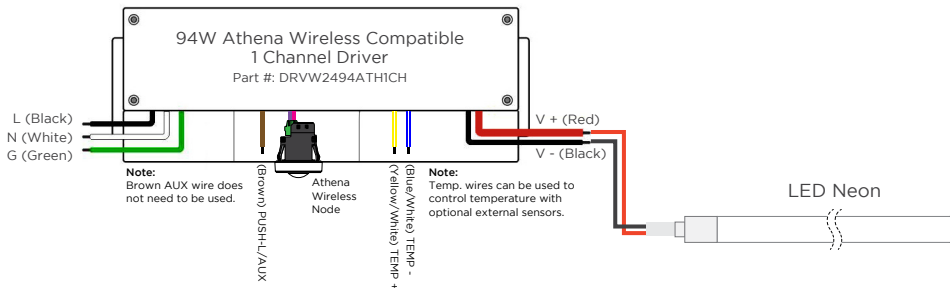 94W Athena Wireless Compatible
1 Channel Driver
Part #: DRVW2494ATH1CH
L (Black)
N (White)
G (Green)
V + (Red)
V - (Black)
Note:
Brown AUX wire does
not need to be used.
(Brown) PUSH-L/AUX
Athena
Wireless
Node
(Yellow/White) TEMP +
(Blue/White) TEMP -
Note:
Temp. wires can be used to
control temperature with
optional external sensors.
LED Neon